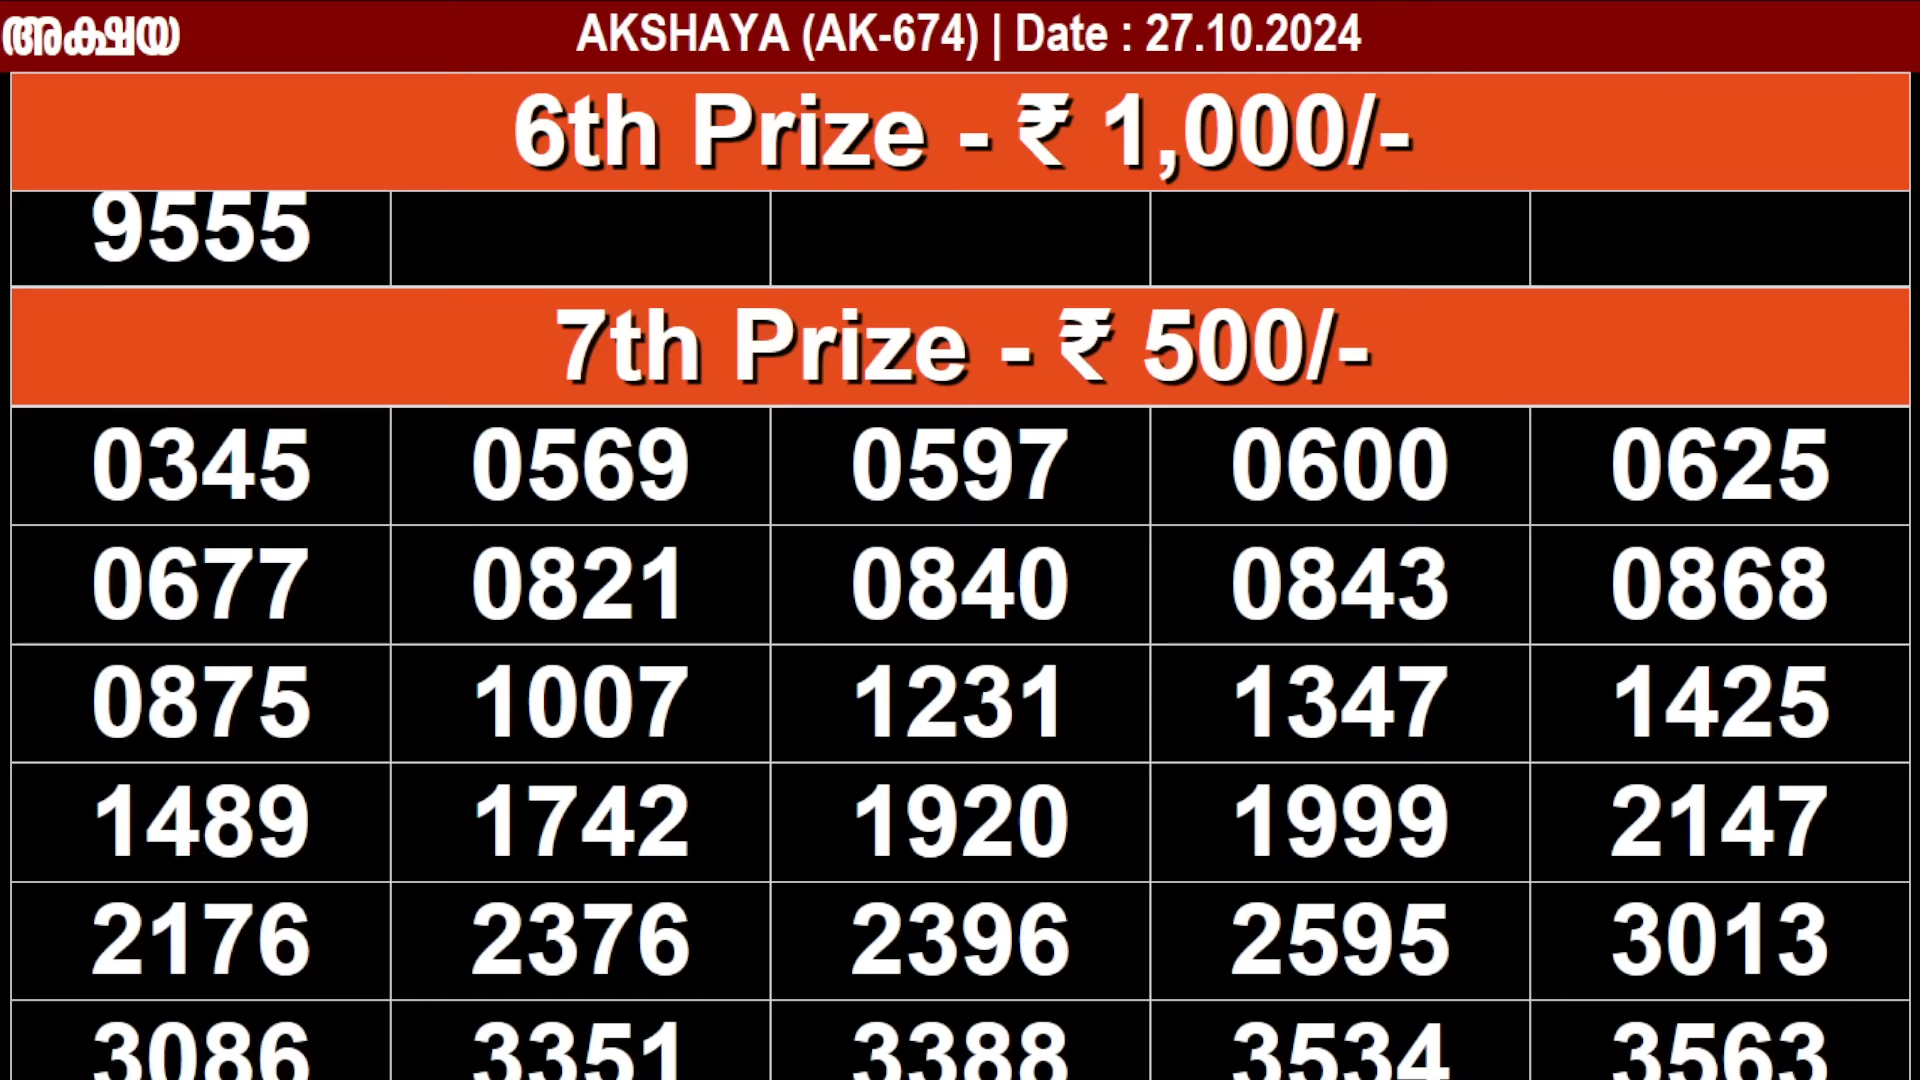 അക്ഷയ AKSHAYA (AK-674) | Date : 27.10.2024
6th Prize - ₹ 1,000/-
9555
7th Prize - ₹ 500/-
0345 0569 0597 0600 0625
0677 0821 0840 0843 0868
0875 1007 1231 1347 1425
1489 1742 1920 1999 2147
2176 2376 2396 2595 3013
3086 3351 3388 3534 3563